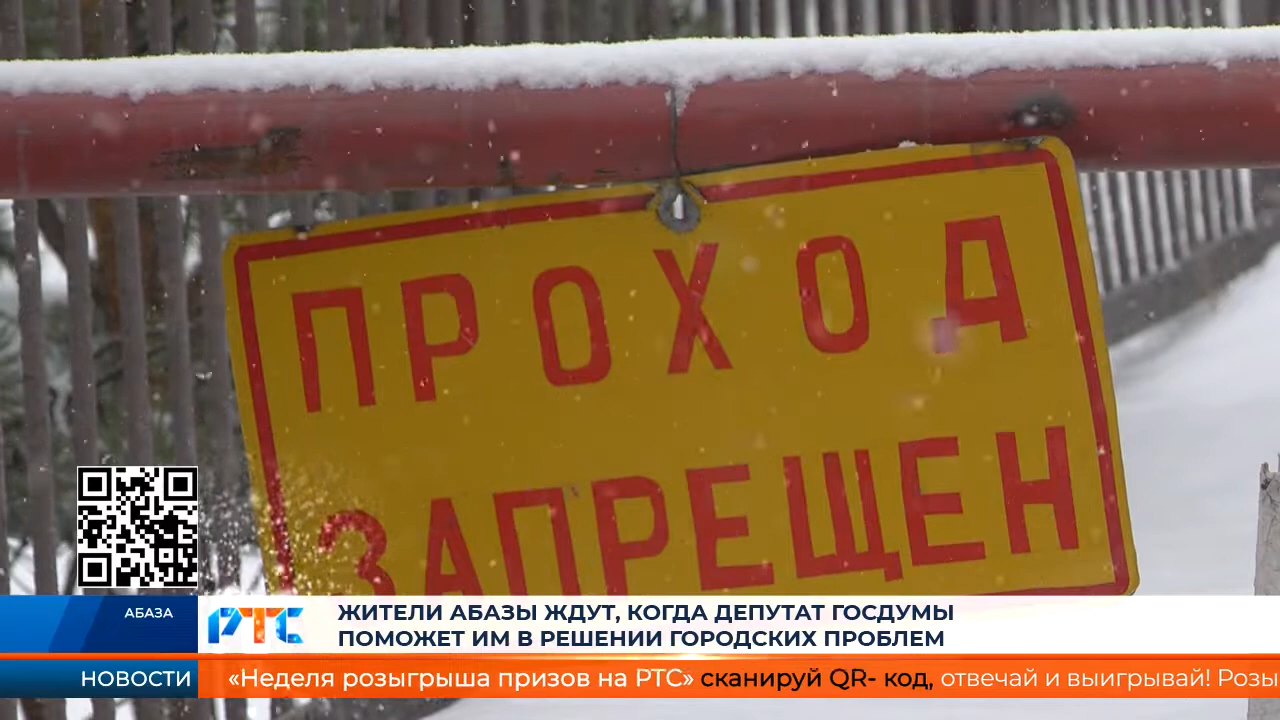 ПРОХОД
ЗАПРЕЩЕН
АБАЗА
РТС
ЖИТЕЛИ АБАЗЫ ЖДУТ, КОГДА ДЕПУТАТ ГОСДУМЫ
ПОМОЖЕТ ИМ В РЕШЕНИИ ГОРОДСКИХ ПРОБЛЕМ
НОВОСТИ
«Неделя розыгрыша призов на РТС» сканируй QR- код, отвечай и выигрывай! Розы